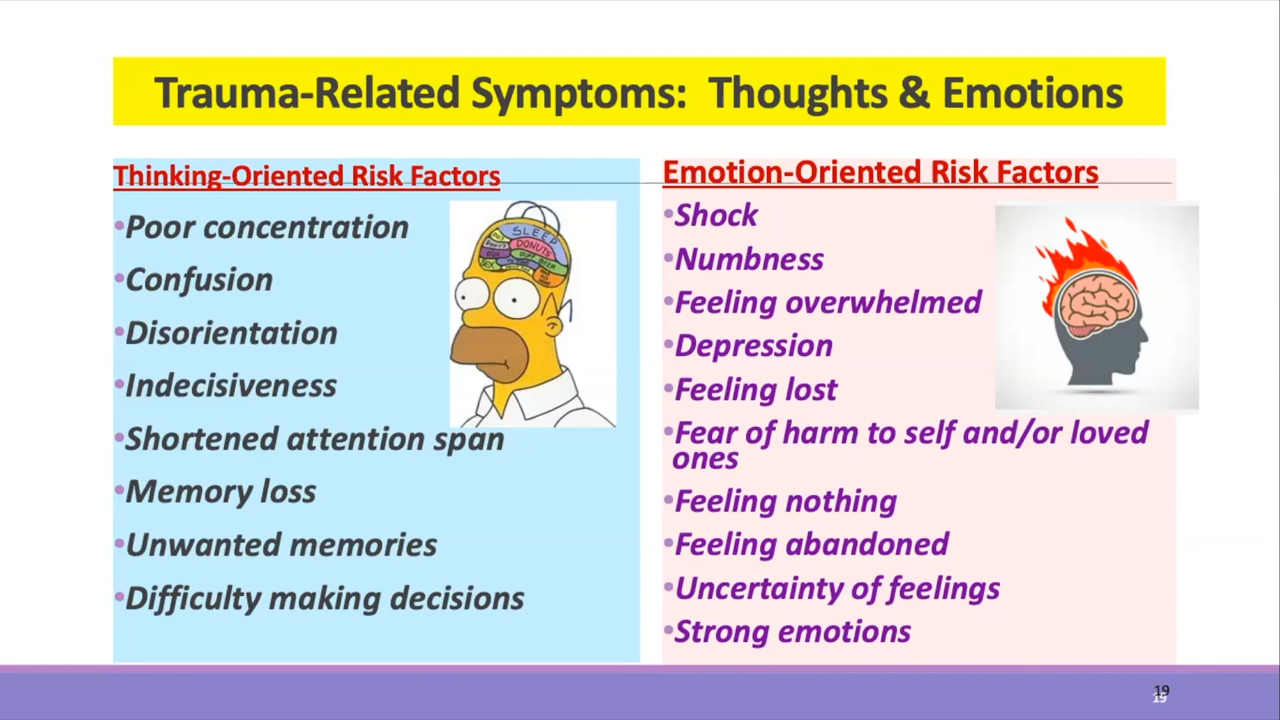 Trauma-Related Symptoms: Thoughts & Emotions
Thinking-Oriented Risk Factors
•Poor concentration
•Confusion
•Disorientation
•Indecisiveness
•Shortened attention span
•Memory loss
•Unwanted memories
•Difficulty making decisions
SLEEP
DONUTS
Emotion-Oriented Risk Factors
•Shock
•Numbness
•Feeling overwhelmed
•Depression
•Feeling lost
•Fear of harm to self and/or loved
ones
•Feeling nothing
•Feeling abandoned
•Uncertainty of feelings
•Strong emotions
19
19